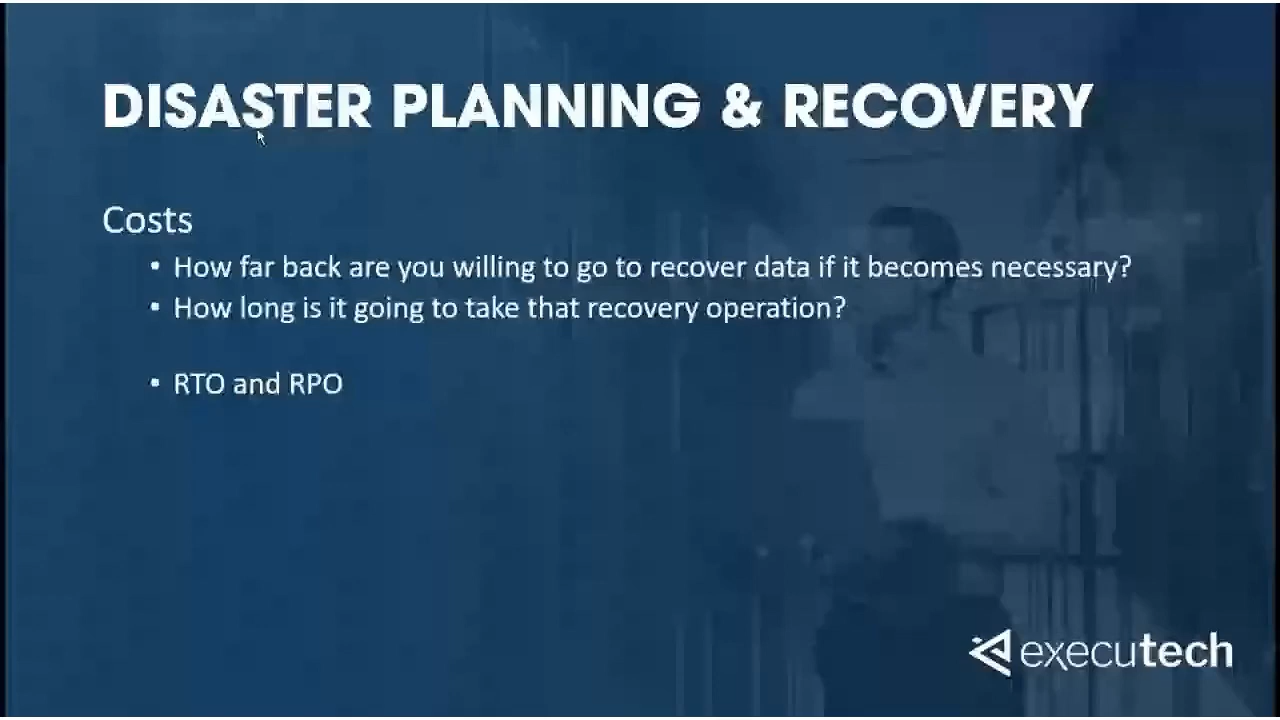 DISASTER PLANNING & RECOVERY
Costs
• How far back are you willing to go to recover data if it becomes necessary?
• How long is it going to take that recovery operation?
• RTO and RPO
executech